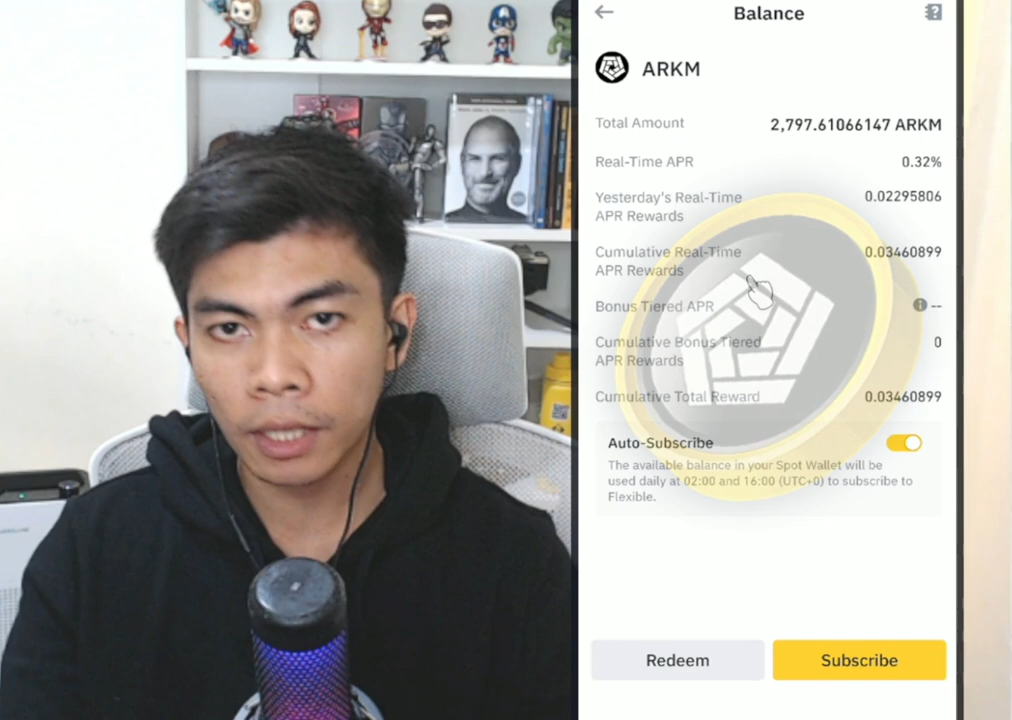 Balance
ARKM
Total Amount
2,797.61066147 ARKM
Real-Time APR
0.32%
Yesterday's Real-Time
APR Rewards
0.02295806
Cumulative Real-Time
APR Rewards
0.03460899
Bonus Tiered APR
--
Cumulative Bonus Tiered
APR Rewards
0
Cumulative Total Reward
0.03460899
Auto-Subscribe
The available balance in your Spot Wallet will be
used daily at 02:00 and 16:00 (UTC+0) to subscribe to
Flexible.
Redeem
Subscribe